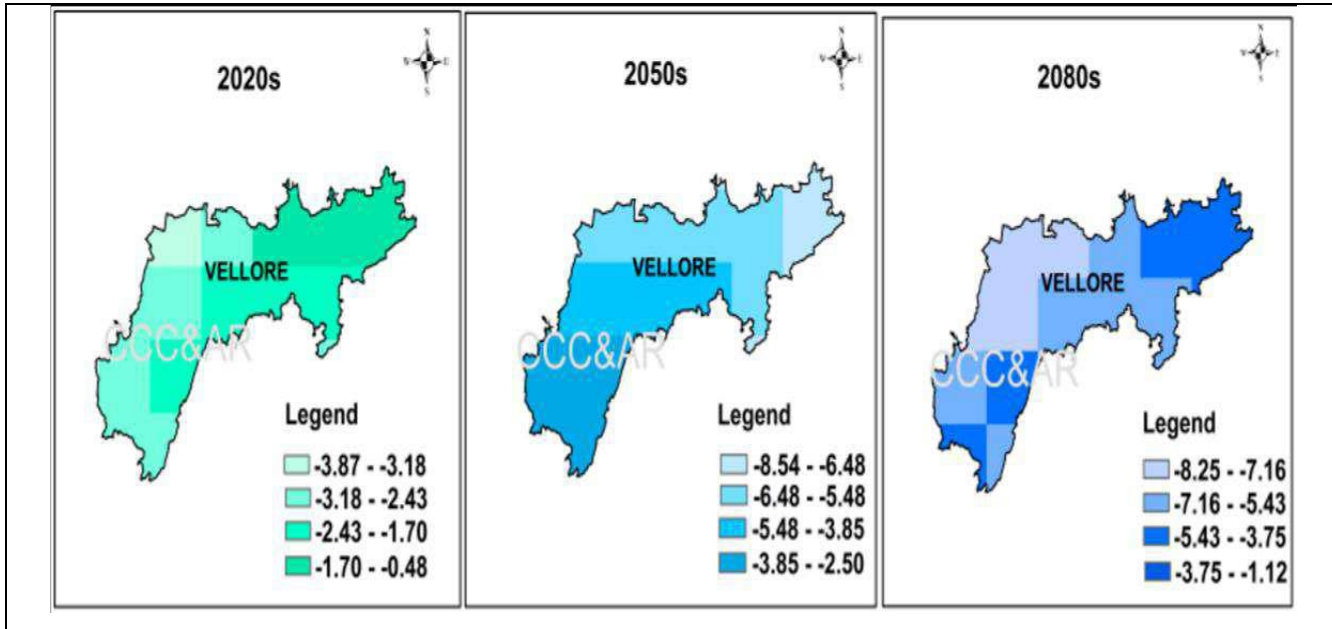 2020s
N
W E
S
VELLORE
CCC&AR
Legend
-3.87 - -3.18
-3.18 - -2.43
-2.43 - -1.70
-1.70 - -0.48
2050s
N
W E
S
VELLORE
CCC&AR
Legend
-8.54 - -6.48
-6.48 - -5.48
-5.48 - -3.85
-3.85 - -2.50
2080s
N
W E
S
VELLORE
CCC&AR
Legend
-8.25 - -7.16
-7.16 - -5.43
-5.43 - -3.75
-3.75 - -1.12